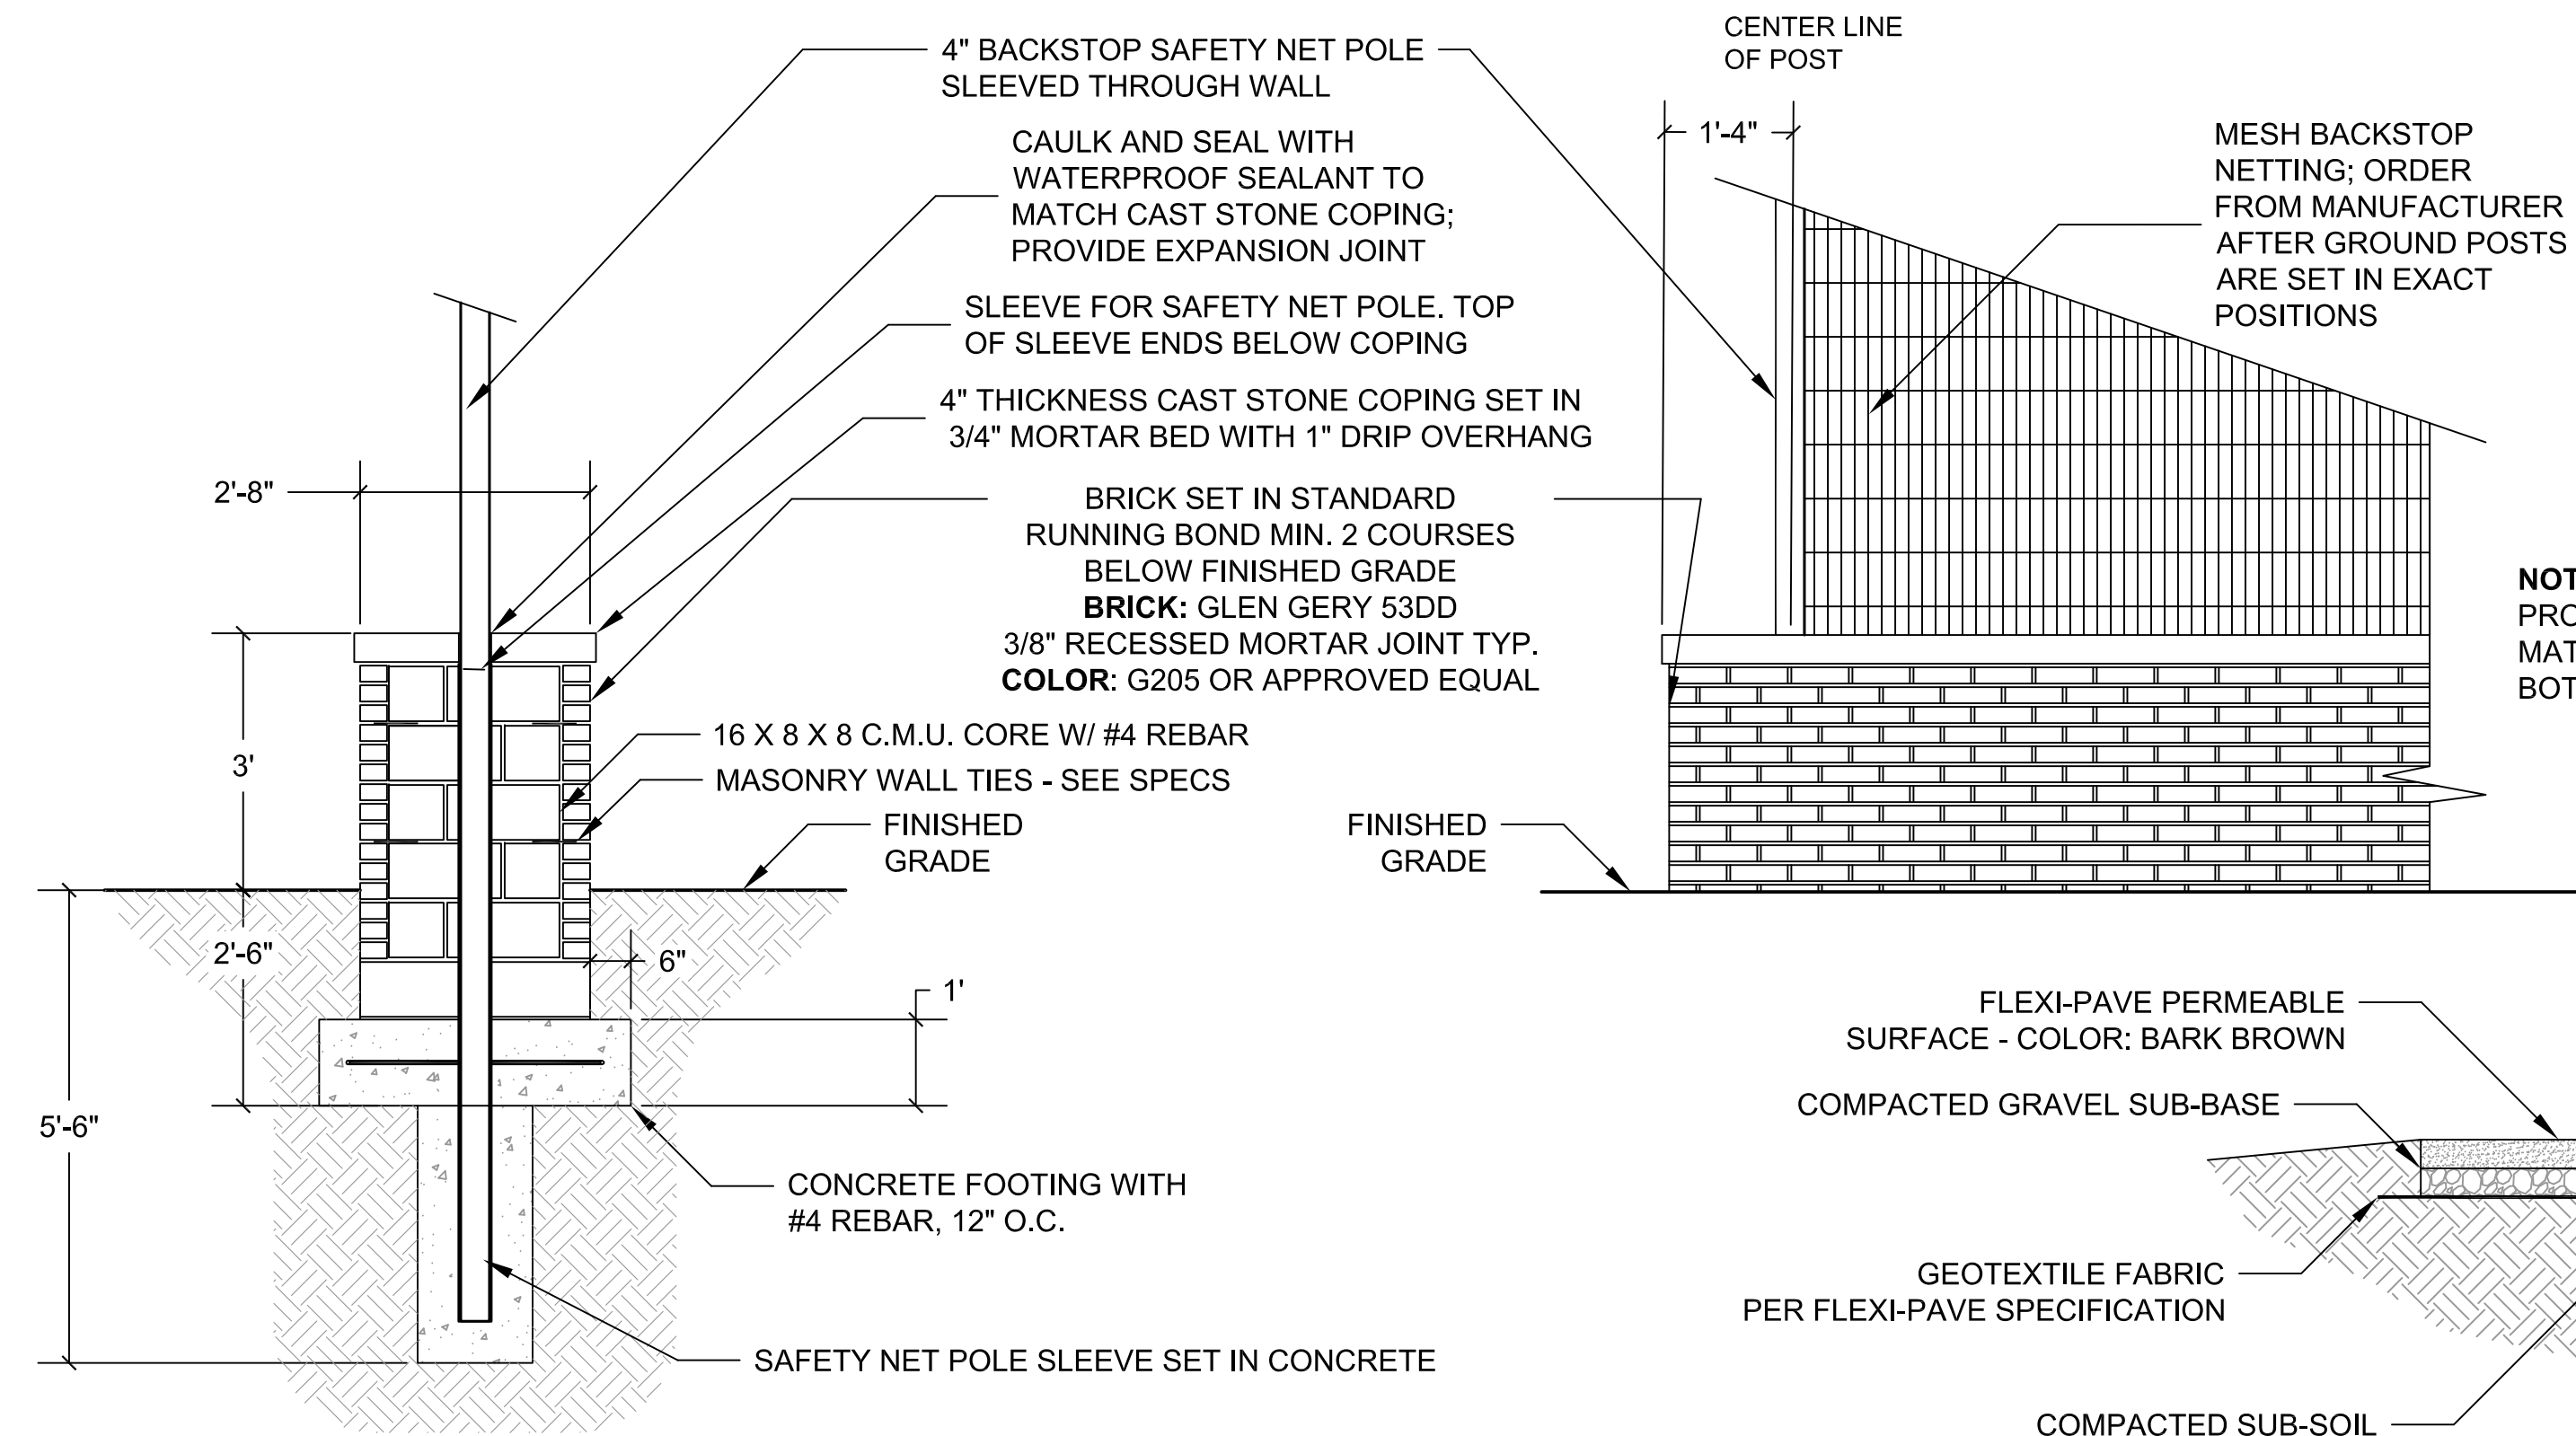 4" BACKSTOP SAFETY NET POLE
SLEEVED THROUGH WALL
CAULK AND SEAL WITH
WATERPROOF SEALANT TO
MATCH CAST STONE COPING;
PROVIDE EXPANSION JOINT
SLEEVE FOR SAFETY NET POLE. TOP
OF SLEEVE ENDS BELOW COPING
4" THICKNESS CAST STONE COPING SET IN
3/4" MORTAR BED WITH 1" DRIP OVERHANG
BRICK SET IN STANDARD
RUNNING BOND MIN. 2 COURSES
BELOW FINISHED GRADE
BRICK: GLEN GERY 53DD
3/8" RECESSED MORTAR JOINT TYP.
COLOR: G205 OR APPROVED EQUAL
16 X 8 X 8 C.M.U. CORE W/ #4 REBAR
MASONRY WALL TIES - SEE SPECS
FINISHED
GRADE
2'-8"
3'
2'-6"
5'-6"
6"
1'
CONCRETE FOOTING WITH
#4 REBAR, 12" O.C.
SAFETY NET POLE SLEEVE SET IN CONCRETE
CENTER LINE
OF POST
1'-4"
MESH BACKSTOP
NETTING; ORDER
FROM MANUFACTURER
AFTER GROUND POSTS
ARE SET IN EXACT
POSITIONS
FINISHED
GRADE
NOT
PRO
MAT
BOT
FLEXI-PAVE PERMEABLE
SURFACE - COLOR: BARK BROWN
COMPACTED GRAVEL SUB-BASE
GEOTEXTILE FABRIC
PER FLEXI-PAVE SPECIFICATION
COMPACTED SUB-SOIL